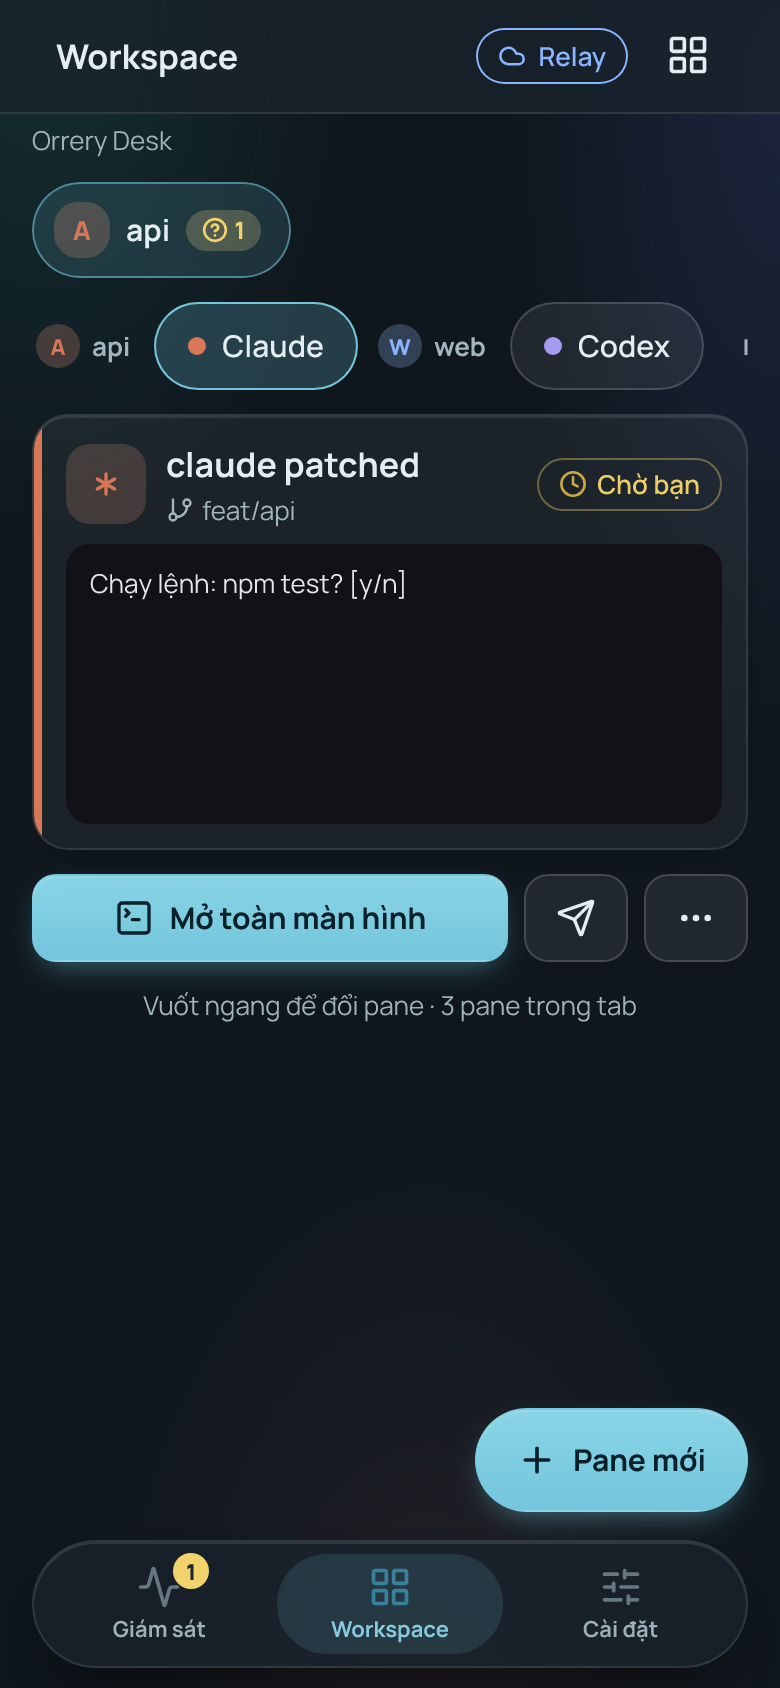 Workspace
Relay
Orrery Desk
A api 1
A api Claude W web Codex I
claude patched
feat/api
Chờ bạn
Chạy lệnh: npm test? [y/n]
Mở toàn màn hình
Vuốt ngang để đổi pane · 3 pane trong tab
Pane mới
1
Giám sát
Workspace
Cài đặt